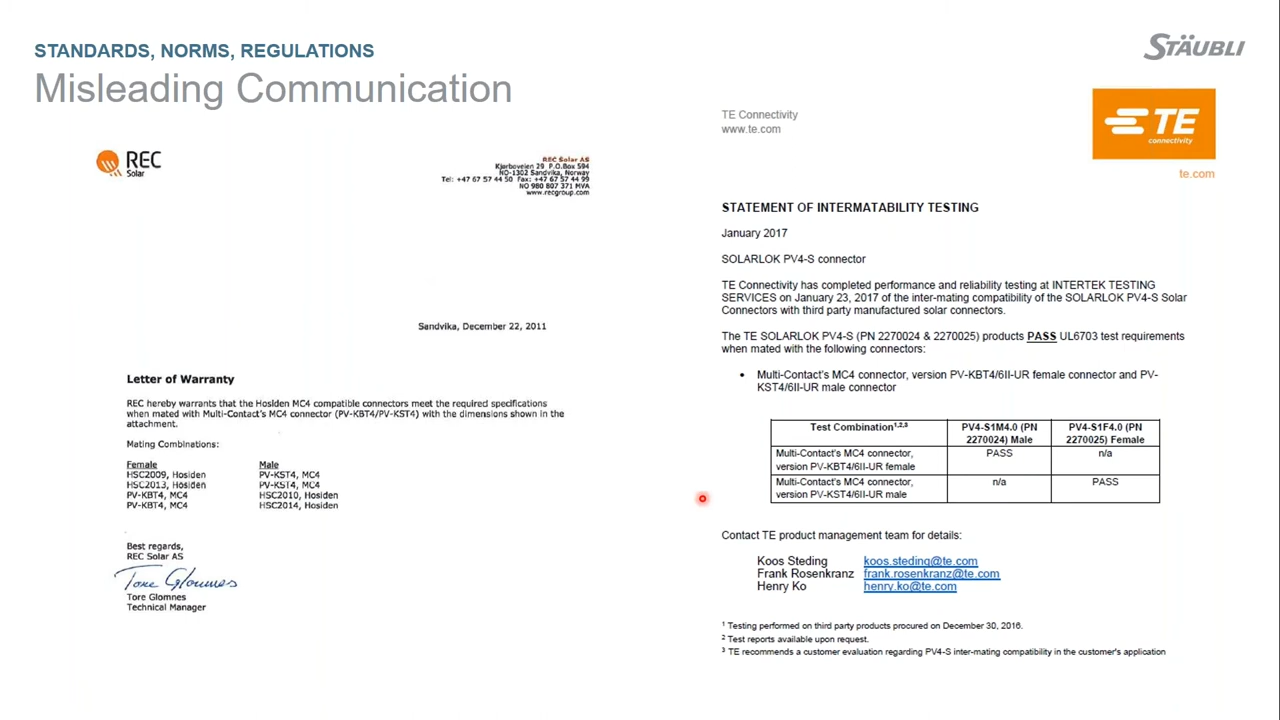 STANDARDS, NORMS, REGULATIONS
Misleading Communication
STÄUBLI
REC
Solar
REC Solar AS
Kjørboveien 29 P.O.Box 594
NO-1302 Sandvika, Norway
Tel: +47 67 57 44 50 Fax: +47 67 57 44 99
NO 980 807 371 MVA
www.recgroup.com
Sandvika, December 22, 2011
Letter of Warranty
REC hereby warrants that the Hosiden MC4 compatible connectors meet the required specifications
when mated with Multi-Contact's MC4 connector (PV-KBT4/PV-KST4) with the dimensions shown in the
attachment.
Mating Combinations:
Female Male
HSC2009, Hosiden PV-KST4, MC4
HSC2013, Hosiden PV-KST4, MC4
PV-KBT4, MC4 HSC2010, Hosiden
PV-KBT4, MC4 HSC2014, Hosiden
Best regards,
REC Solar AS
Tore Glomnes
Tore Glomnes
Technical Manager
TE Connectivity
www.te.com
TE
connectivity
te.com
STATEMENT OF INTERMATABILITY TESTING
January 2017
SOLARLOK PV4-S connector
TE Connectivity has completed performance and reliability testing at INTERTEK TESTING
SERVICES on January 23, 2017 of the inter-mating compatibility of the SOLARLOK PV4-S Solar
Connectors with third party manufactured solar connectors.
The TE SOLARLOK PV4-S (PN 2270024 & 2270025) products PASS UL6703 test requirements
when mated with the following connectors:
• Multi-Contact's MC4 connector, version PV-KBT4/6II-UR female connector and PV-
KST4/6II-UR male connector
Test Combination1,2,3 PV4-S1M4.0 (PN PV4-S1F4.0 (PN
2270024) Male 2270025) Female
Multi-Contact's MC4 connector, PASS n/a
version PV-KBT4/6II-UR female
Multi-Contact's MC4 connector, n/a PASS
version PV-KST4/6II-UR male
Contact TE product management team for details:
Koos Steding koos.steding@te.com
Frank Rosenkranz frank.rosenkranz@te.com
Henry Ko henry.ko@te.com
1 Testing performed on third party products procured on December 30, 2016.
2 Test reports available upon request.
3 TE recommends a customer evaluation regarding PV4-S inter-mating compatibility in the customer's application